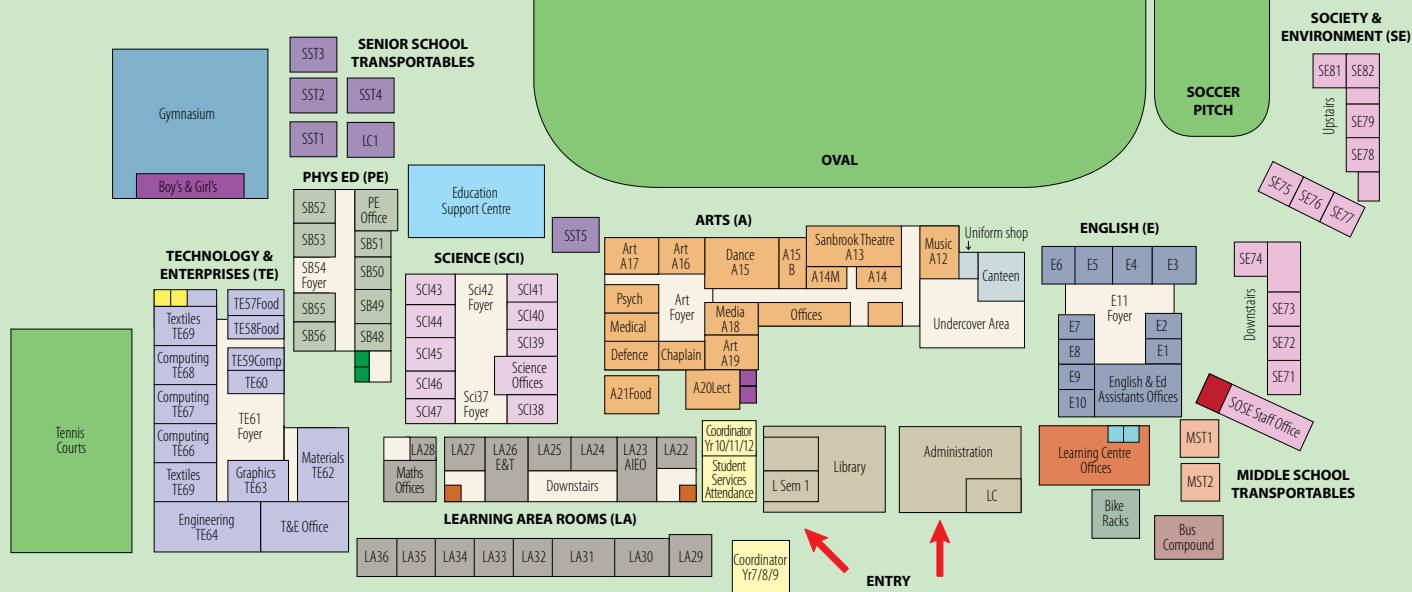 SOCIETY &
ENVIRONMENT (SE)
SENIOR SCHOOL
TRANSPORTABLES
SST3
SST2
SST4
SST1
LC1
Gymnasium
Boy's & Girl's
OVAL
SOCCER
PITCH
SE81
SE82
Upstairs
SE79
SE78
SE75
SE76
SE77
PHYS ED (PE)
SB52
PE
Office
SB53
SB51
SB54
Foyer
SB50
SB55
SB49
SB56
SB48
Education
Support Centre
SST5
TECHNOLOGY &
ENTERPRISES (TE)
TE57Food
Textiles
TE69
TE58Food
Computing
TE68
TE59Comp
TE60
Computing
TE67
TE61
Foyer
Computing
TE66
Textiles
TE69
Graphics
TE63
Materials
TE62
Engineering
TE64
T&E Office
Tennis
Courts
SCIENCE (SCI)
SCI43
Sci42
Foyer
SCI41
SCI44
SCI40
SCI45
SCI39
Science
Offices
SCI46
SCI47
Sci37
Foyer
SCI38
ARTS (A)
Art
A17
Art
A16
Dance
A15
A15
B
Sanbrook Theatre
A13
A14M
A14
Music
A12
Uniform shop
Canteen
Undercover Area
Psych
Art
Foyer
Medical
Media
A18
Offices
Defence
Chaplain
Art
A19
A21Food
A20Lect
ENGLISH (E)
E6
E5
E4
E3
E11
Foyer
E7
E2
E8
E1
E9
E10
English & Ed
Assistants Offices
SE74
Downstairs
SE73
SE72
SE71
SOSE Staff Office
LA28
Maths
Offices
LA27
LA26
E&T
LA25
LA24
LA23
AIEO
LA22
Downstairs
LEARNING AREA ROOMS (LA)
LA36
LA35
LA34
LA33
LA32
LA31
LA30
LA29
Coordinator
Yr 10/11/12
Student
Services
Attendance
Coordinator
Yr7/8/9
Library
L Sem 1
Administration
LC
ENTRY
Learning Centre
Offices
Bike
Racks
MST1
MST2
MIDDLE SCHOOL
TRANSPORTABLES
Bus
Compound